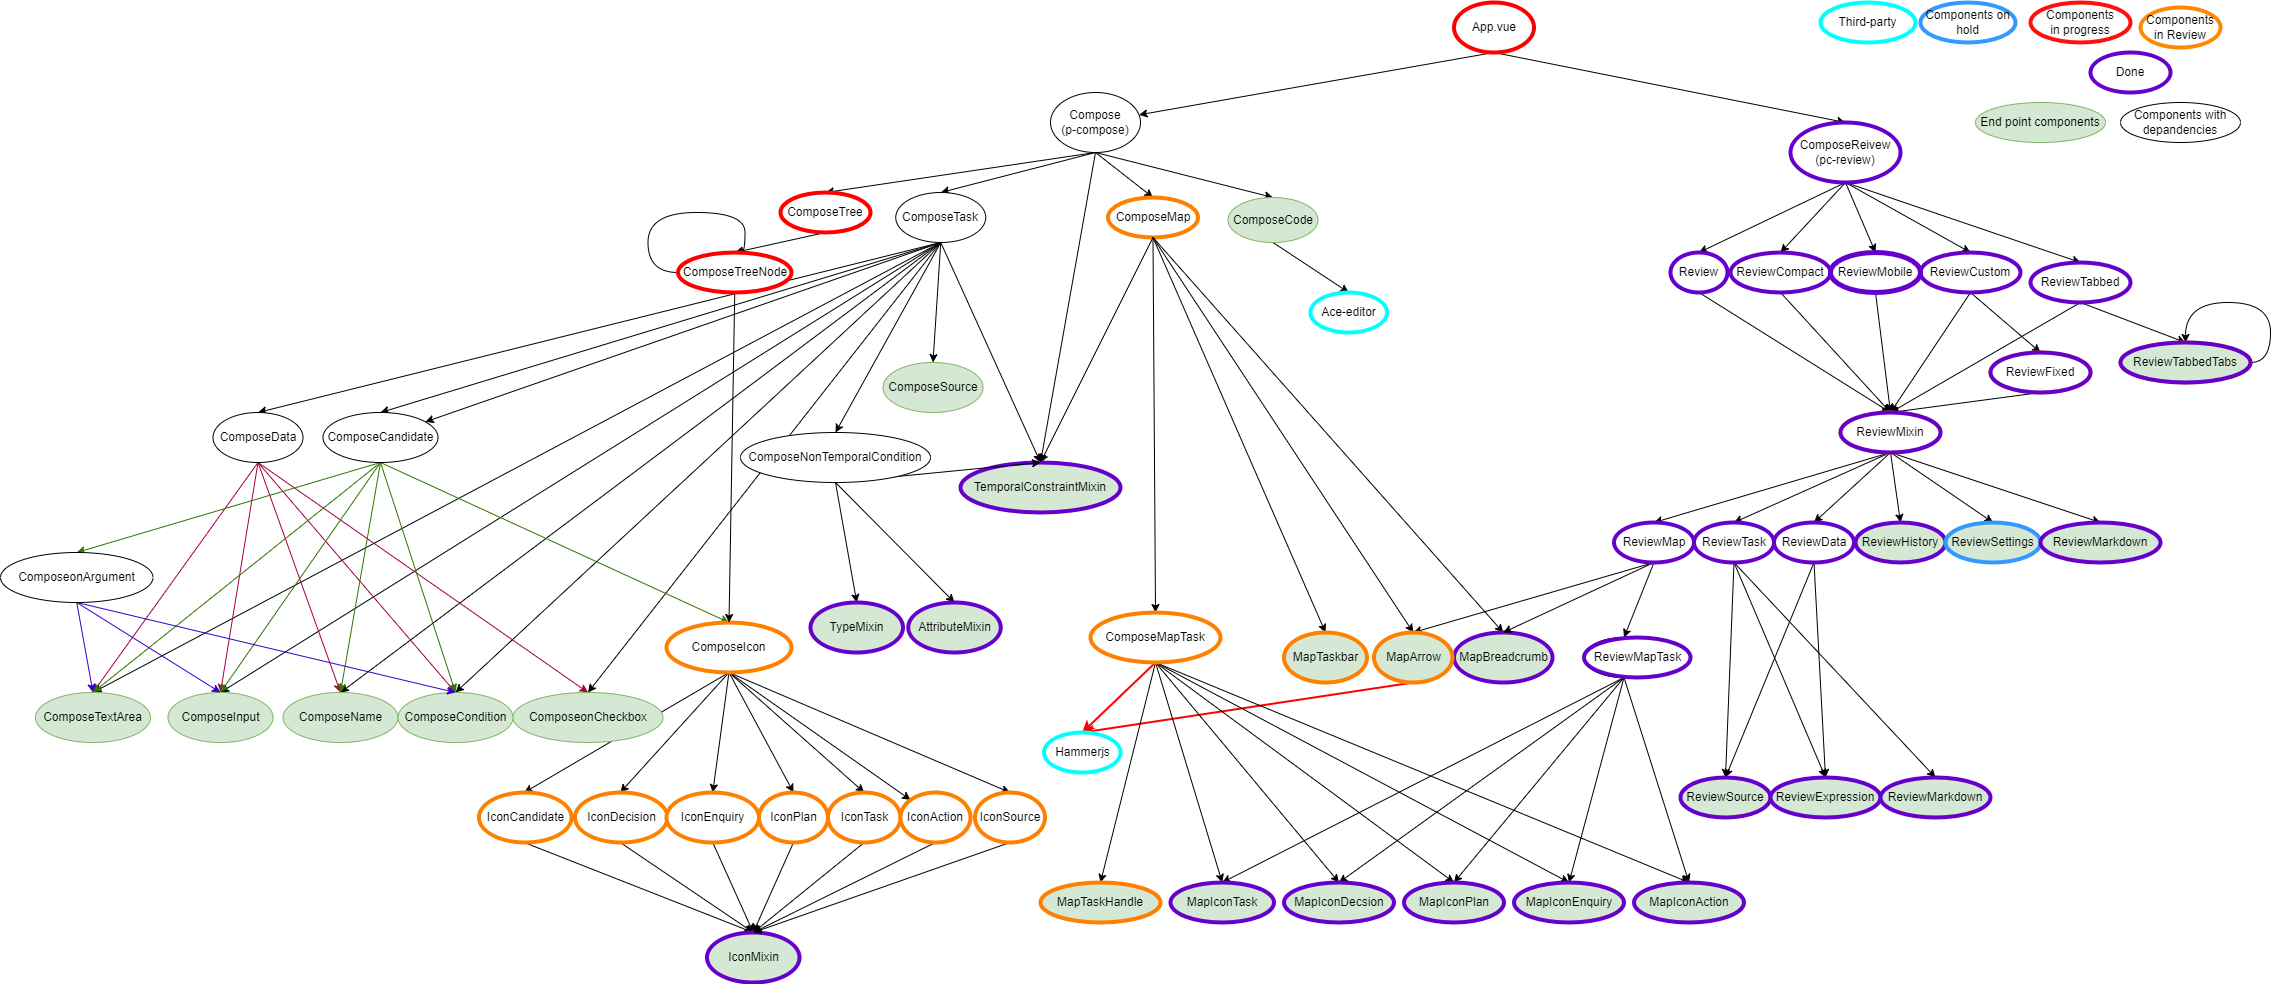 App.vue
Third-party
Components on
hold
Components
in progress
Components
in Review
Done
End point components
Components with
depandencies
Compose
(p-compose)
ComposeReivew
(pc-review)
ComposeTree
ComposeTask
ComposeMap
ComposeCode
ComposeTreeNode
Review
ReviewCompact
ReviewMobile
ReviewCustom
ReviewTabbed
Ace-editor
ReviewTabbedTabs
ReviewFixed
ComposeSource
ComposeData
ComposeCandidate
ReviewMixin
ComposeNonTemporalCondition
TemporalConstraintMixin
ReviewMap
ReviewTask
ReviewData
ReviewHistory
ReviewSettings
ReviewMarkdown
ComposeonArgument
TypeMixin
AttributeMixin
ComposeIcon
ComposeMapTask
MapTaskbar
MapArrow
MapBreadcrumb
ReviewMapTask
ComposeTextArea
ComposeInput
ComposeName
ComposeCondition
ComposeonCheckbox
Hammerjs
ReviewSource
ReviewExpression
ReviewMarkdown
IconCandidate
IconDecision
IconEnquiry
IconPlan
IconTask
IconAction
IconSource
MapTaskHandle
MapIconTask
MapIconDecsion
MapIconPlan
MapIconEnquiry
MapIconAction
IconMixin